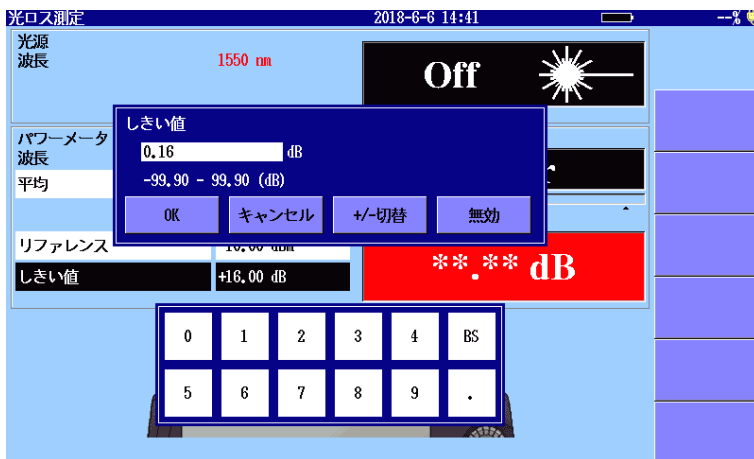 光ロス測定 2018-6-6 14:41 --%
光源
波長 1550 nm
Off
しきい値
0.16 dB
-99.90 - 99.90 (dB)
OK キャンセル +/-切替 無効
パワーメータ
波長
平均
リファレンス
しきい値 +16.00 dB
**.** dB
0 1 2 3 4 BS
5 6 7 8 9 .